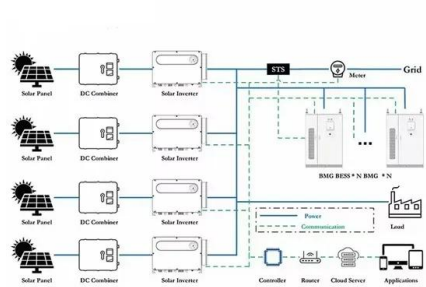 STS
Meter
Grid
Solar Panel
DC Combiner
Solar Inverter
Solar Panel
DC Combiner
Solar Inverter
BMG BESS * N BMG * N
Solar Panel
DC Combiner
Solar Inverter
Power
Communication
Load
Solar Panel
DC Combiner
Solar Inverter
Controller
Router
Cloud Server
Applications